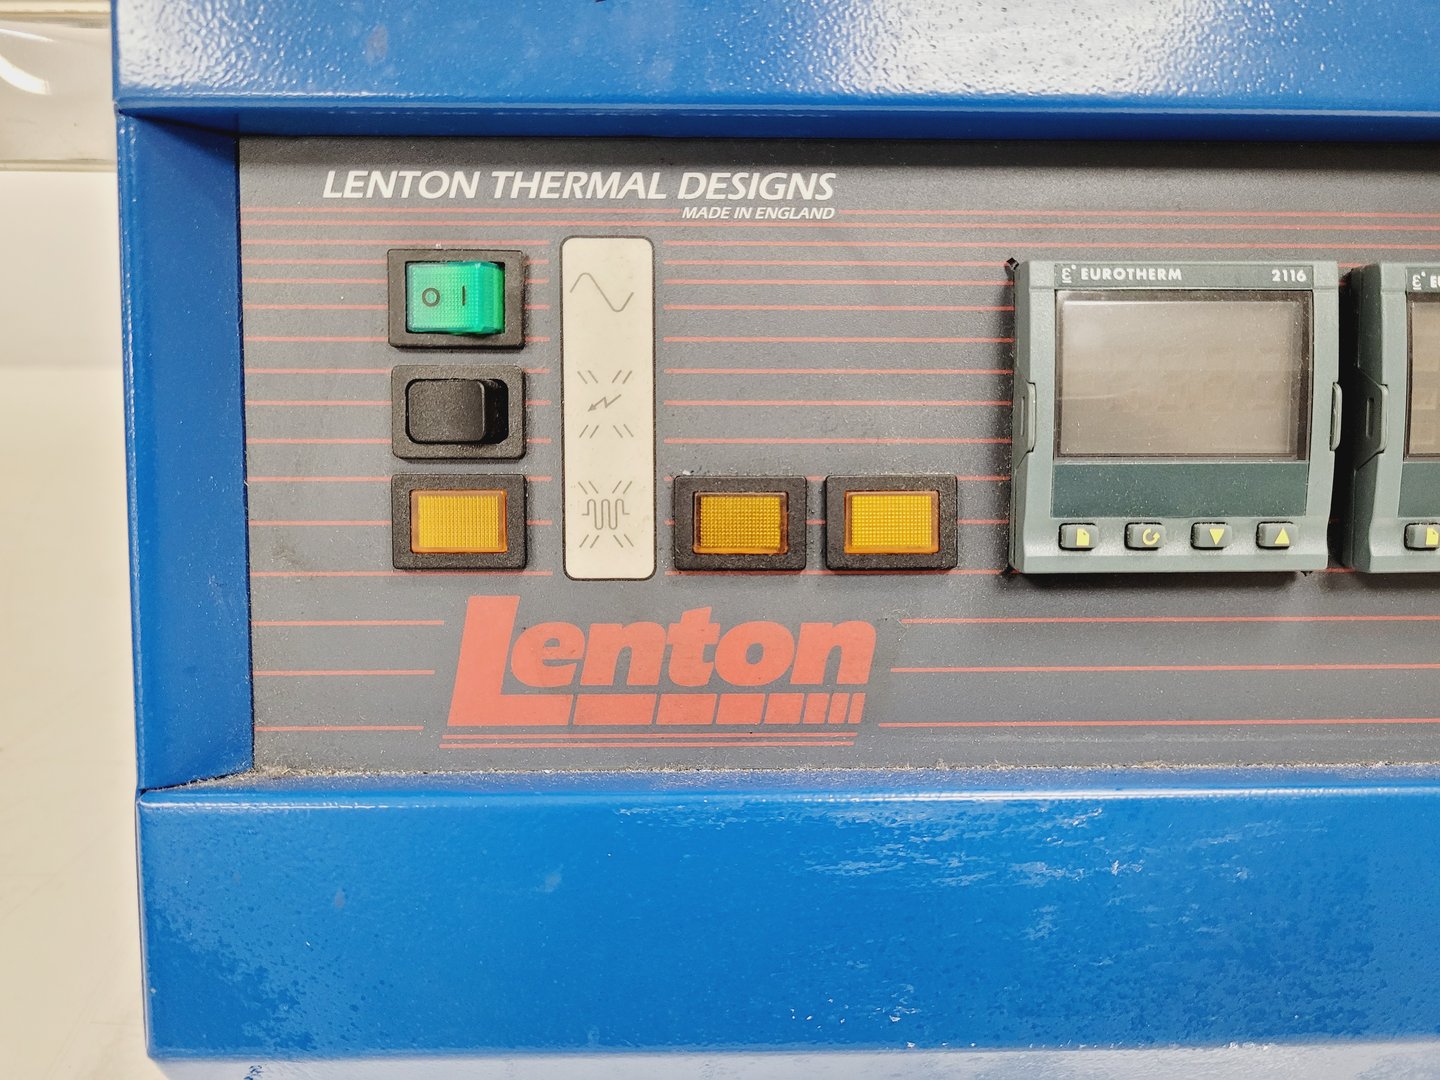 LENTON THERMAL DESIGNS
MADE IN ENGLAND
O I
EUROTHERM 2116
Lenton